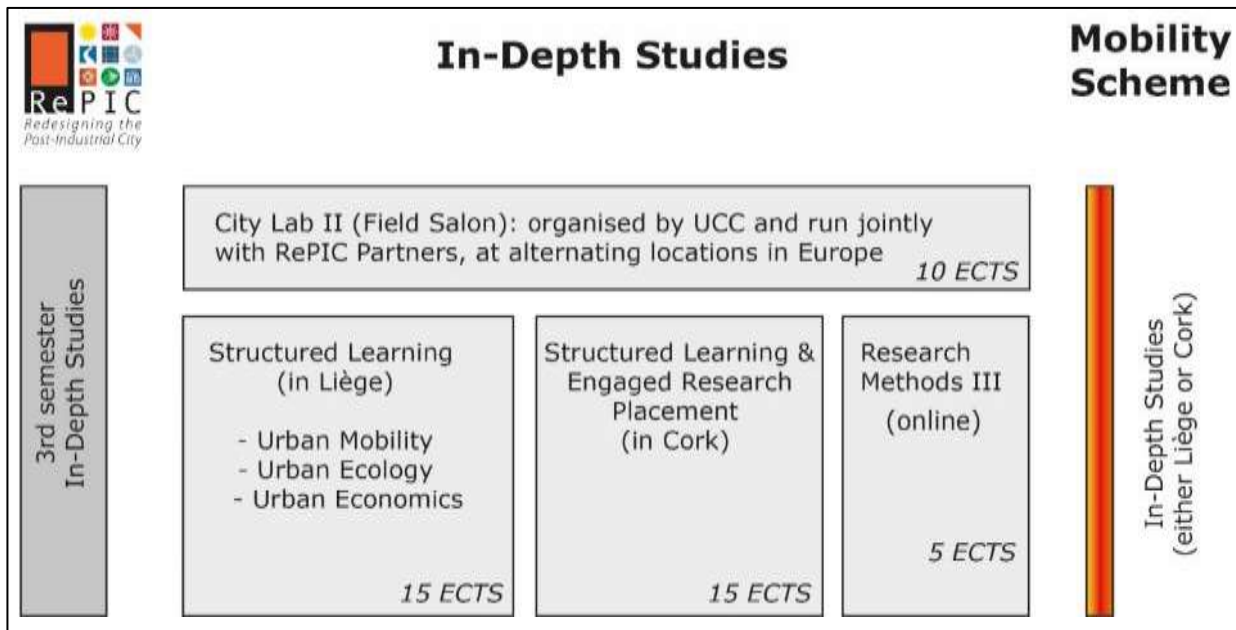 RePIC
Redesigning the
Post-Industrial City
In-Depth Studies
Mobility
Scheme
3rd semester
In-Depth Studies
City Lab II (Field Salon): organised by UCC and run jointly
with RePIC Partners, at alternating locations in Europe
10 ECTS
Structured Learning
(in Liège)
- Urban Mobility
- Urban Ecology
- Urban Economics
15 ECTS
Structured Learning &
Engaged Research
Placement
(in Cork)
15 ECTS
Research
Methods III
(online)
5 ECTS
In-Depth Studies
(either Liège or Cork)